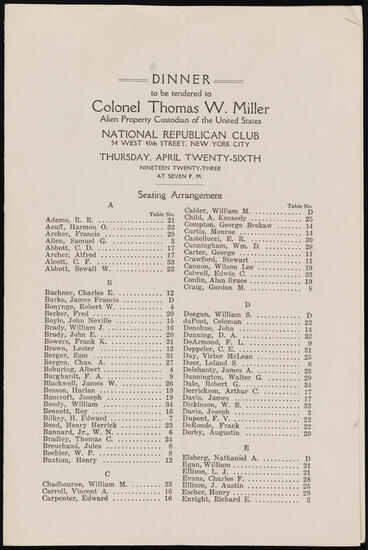 DINNER
to be tendered to
Colonel Thomas W. Miller
Alien Property Custodian of the United States
NATIONAL REPUBLICAN CLUB
54 WEST 40th STREET, NEW YORK CITY
THURSDAY, APRIL TWENTY-SIXTH
NINETEEN TWENTY-THREE
AT SEVEN P. M.
Seating Arrangement
A
Table No.
Adams, R. R. 21
Acuff, Harmon O. 32
Archer, Francis 29
Allen, Samuel G. 3
Abbott, C. D. 17
Archer, Alfred 17
Alcott, C. F. 33
Abbott, Sewall W. 23
B
Buchner, Charles E. 12
Burke, James Francis D
Bonynge, Robert W. 4
Becker, Fred 20
Boyle, John Neville 15
Brady, William J. 16
Brady, John E. 20
Bowers, Frank K. 31
Brown, Lester 12
Berger, Sam 31
Bergen, Chas. A. 27
Behuring, Albert 4
Burghardt, F. A. 9
Blackwell, James W. 26
Besson, Harlan 19
Bancroft, Joseph 19
Bondy, William 34
Bennett, Roy 16
Bilkey, H. Edward 7
Bond, Henry Herrick 23
Bannard, Jr., W. N. 6
Bradley, Thomas C. 24
Breuchaud, Jules 8
Beehler, W. P. 8
Buxtom, Henry 12
C
Chadbourne, William M. 33
Carroll, Vincent A. 16
Carpenter, Edward 16
Table No.
Calder, William M. D
Child, A. Kennedy 25
Compton, George Brokaw 14
Curtis, Monroe 14
Chatellucci, E. R. 30
Cunningham, Wm. D. 28
Carter, George 11
Crawford, Stewart 11
Cannon, Wilson Lee 19
Colwell, Edwin C. 33
Conlin, Alan Bruce 19
Craig, Gordon M. 8
D
Deegan, William S. D
duPont, Coleman 22
Donohue, John 14
Dunning, D. A. 32
DeArmond, F. L. 9
Deppeler, C. E. 31
Day, Victor McLean 25
Duer, Leland S. 6
Delehanty, James A. 28
Dunnington, Walter G. 29
Dale, Robert G. 34
Derrickson, Arthur C. 17
Davis, James 17
Dickinson, W. S. 33
Davis, Joseph 3
Dupont, F. V. 22
DeRonde, Frank 22
Derby, Augustin 20
E
Elsberg, Nathaniel A. D
Egan, William 31
Ellison, L. J. 21
Evans, Charles F. 28
Ellison, J. Austin 25
Escher, Henry 29
Enright, Richard E. 3